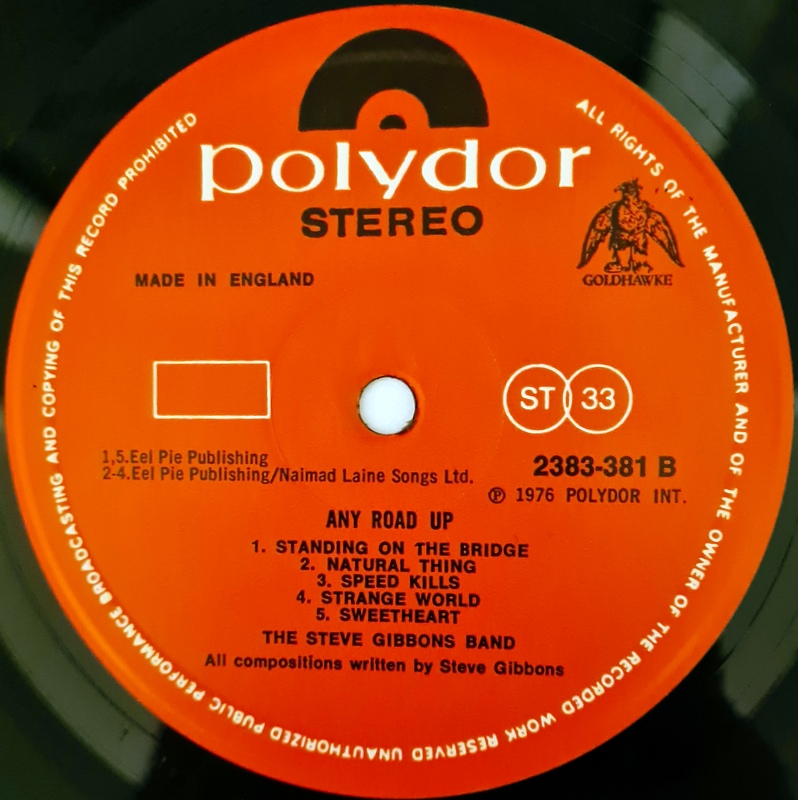 polydor
STEREO
GOLDHAWKE
MADE IN ENGLAND
ST 33
1,5.Eel Pie Publishing
2-4.Eel Pie Publishing/Naimad Laine Songs Ltd.
2383-381 B
℗ 1976 POLYDOR INT.
ANY ROAD UP
1. STANDING ON THE BRIDGE
2. NATURAL THING
3. SPEED KILLS
4. STRANGE WORLD
5. SWEETHEART
THE STEVE GIBBONS BAND
All compositions written by Steve Gibbons
ALL RIGHTS OF THE MANUFACTURER AND OF THE OWNER OF THE RECORDED WORK RESERVED UNAUTHORIZED PUBLIC PERFORMANCE BROADCASTING AND COPYING OF THIS RECORD PROHIBITED